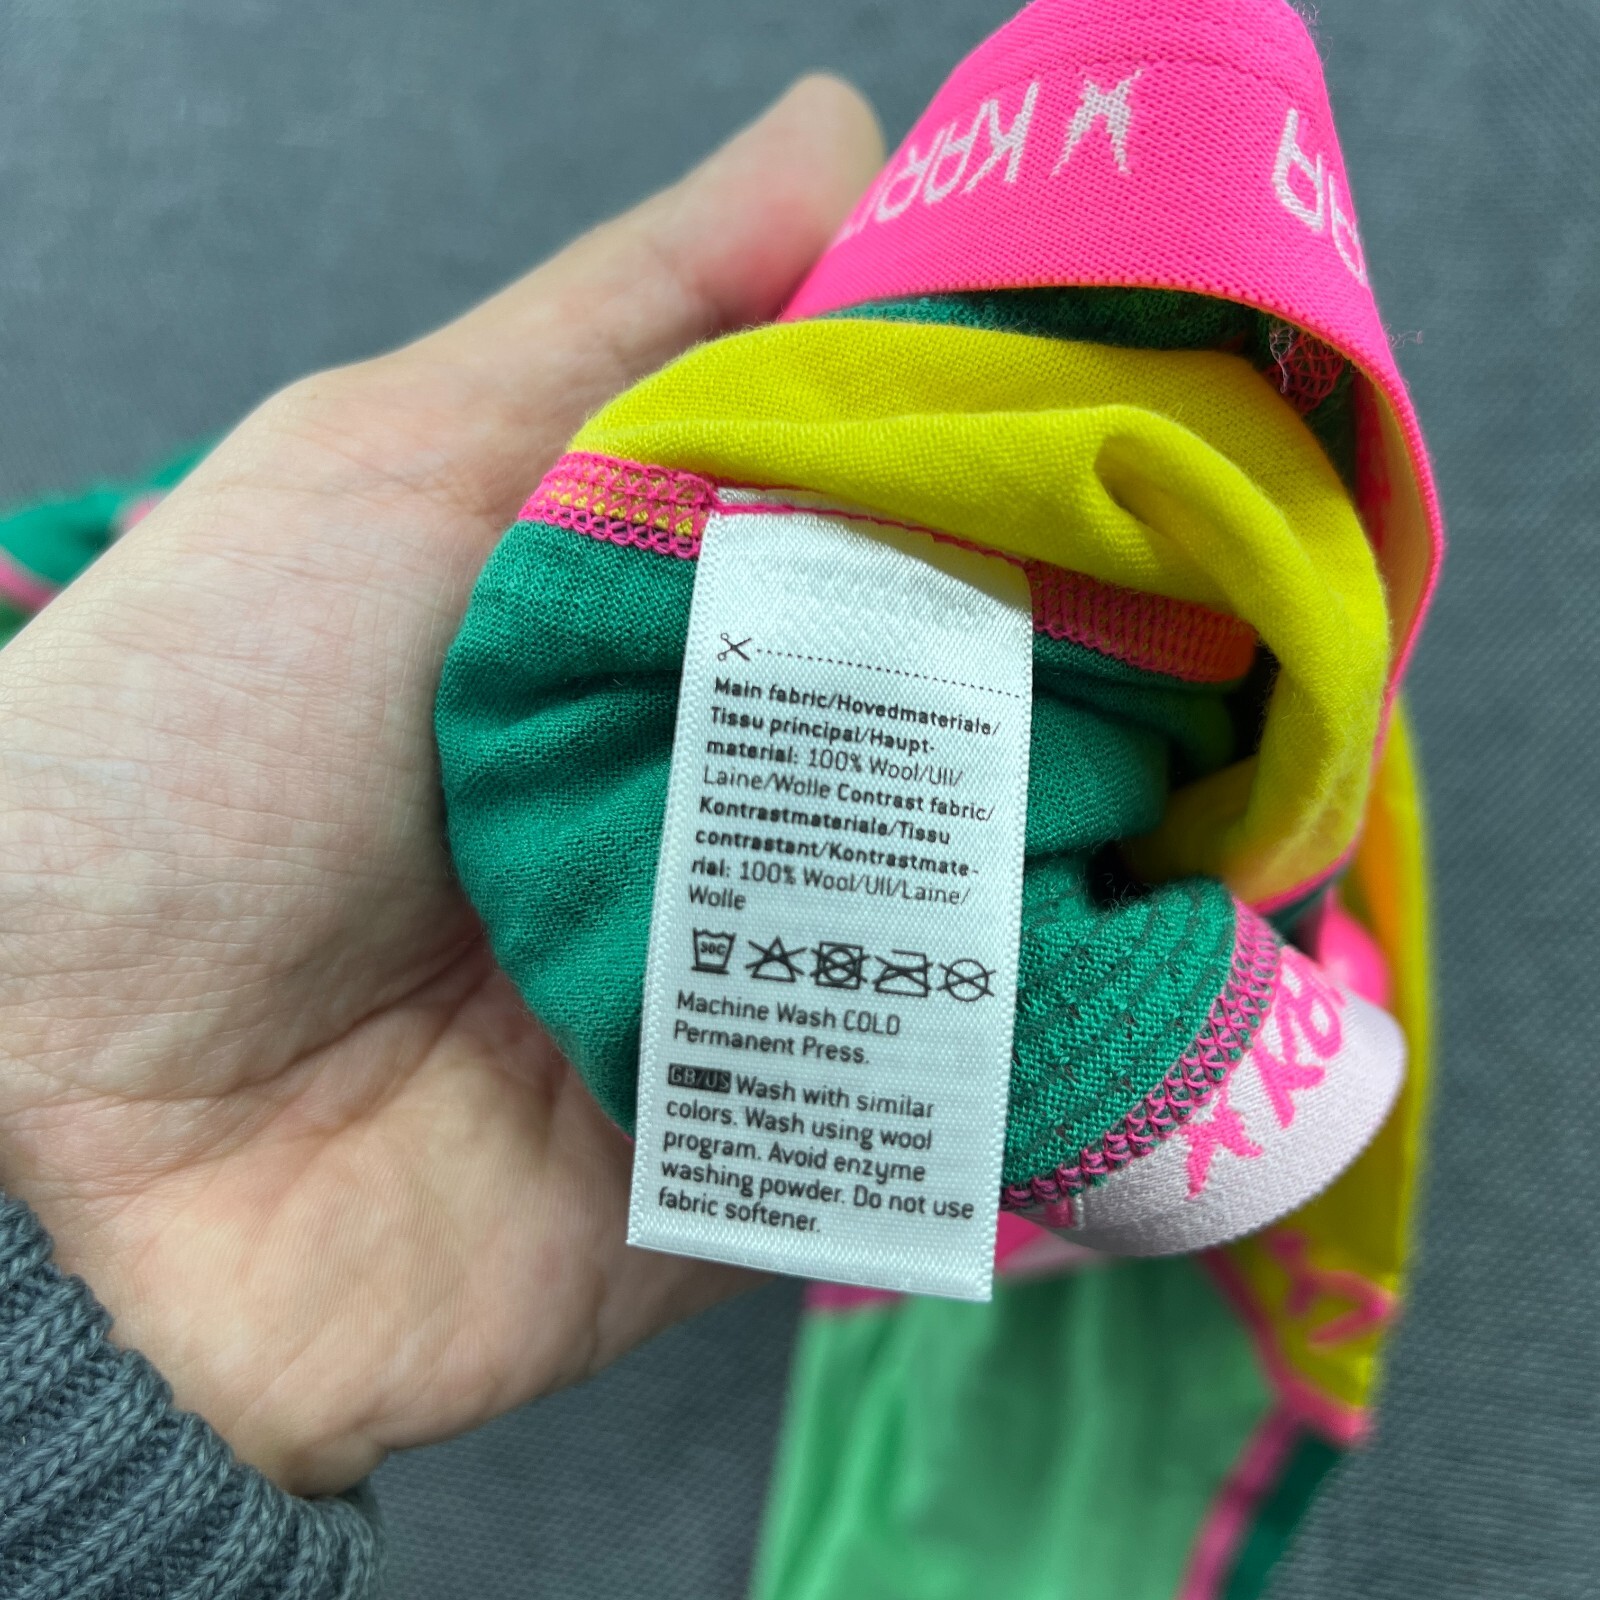 KAR
KAR
Main fabric/Hovedmateriale/
Tissu principal/Haupt-
material: 100% Wool/Ull/
Laine/Wolle Contrast fabric/
Kontrastmateriale/Tissu
contrastant/Kontrastmate-
rial: 100% Wool/Ull/Laine/
Wolle
30C
Machine Wash COLD
Permanent Press.
GB/US Wash with similar
colors. Wash using wool
program. Avoid enzyme
washing powder. Do not use
fabric softener.